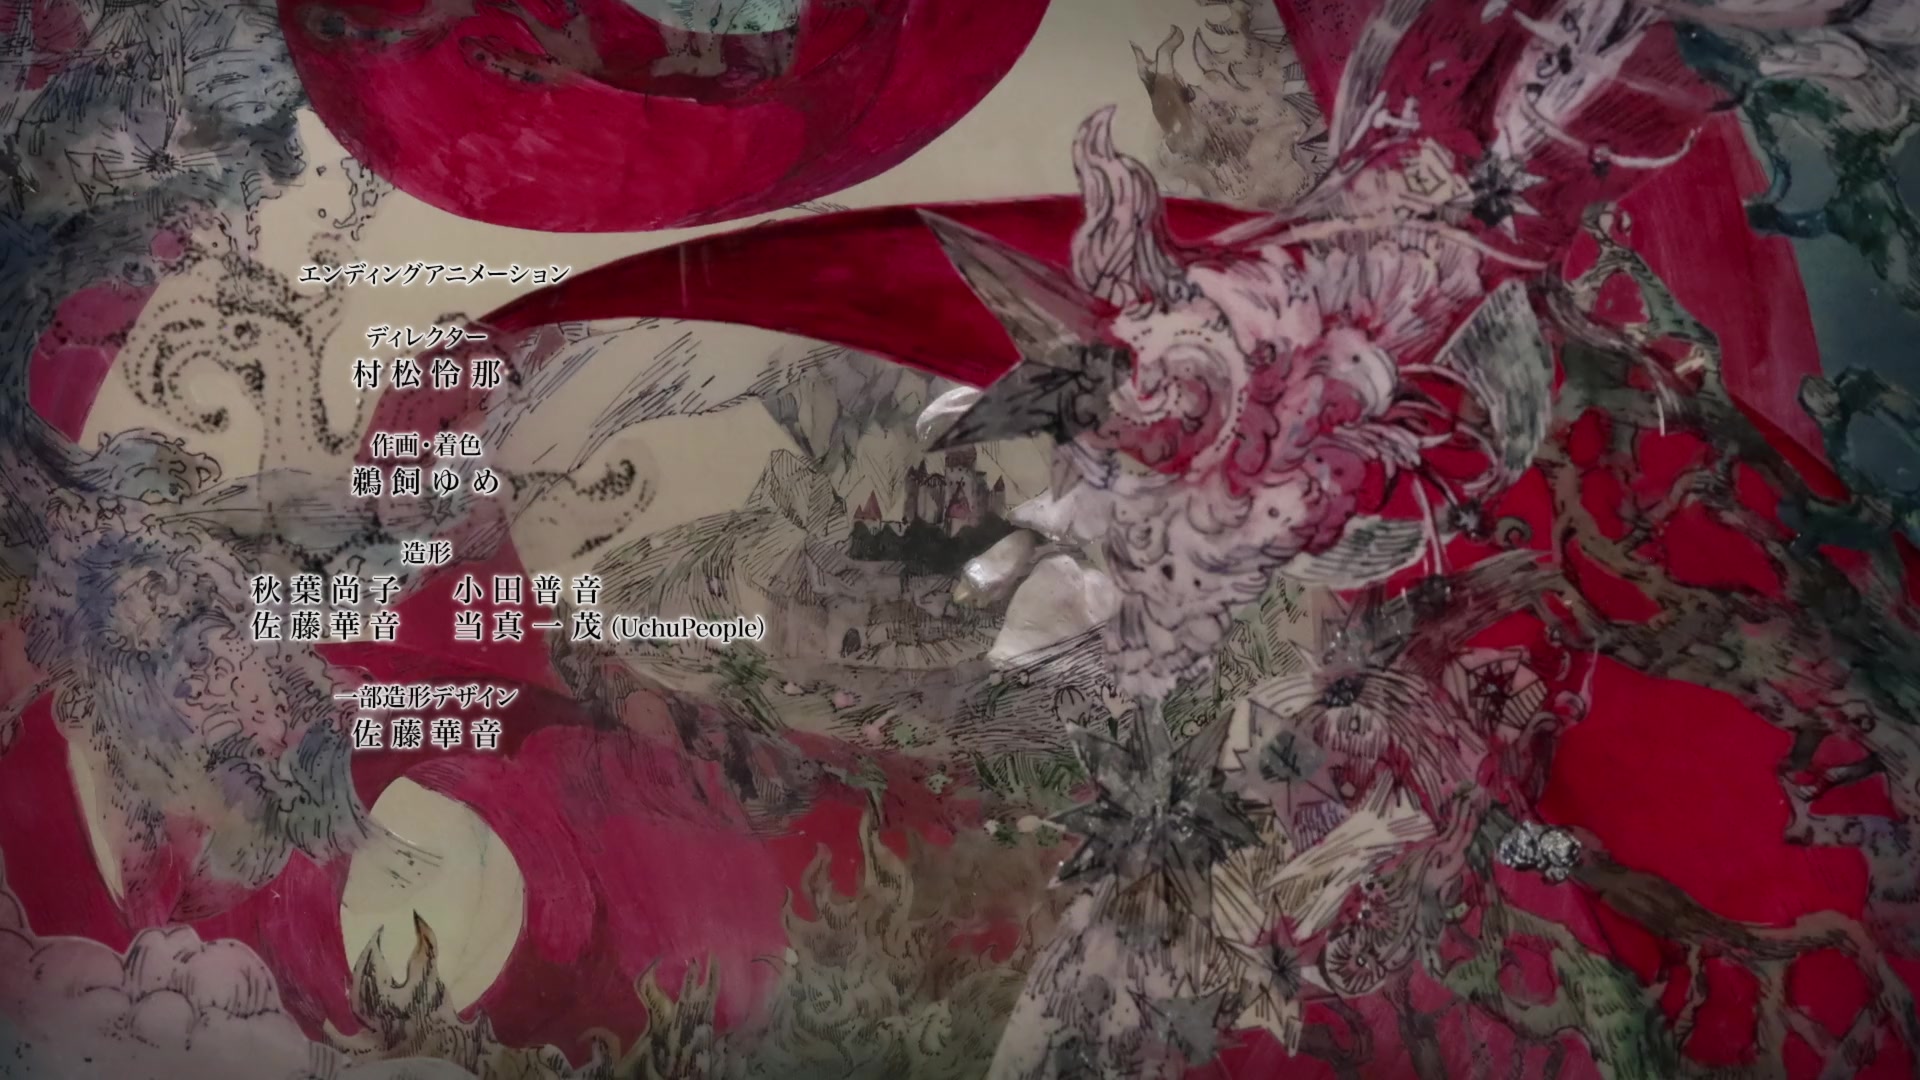 エンディングアニメーション
ディレクター
村松怜那
作画・着色
鵜飼ゆめ
造形
秋葉尚子　小田普音
佐藤華音　当真一茂(UchuPeople)
一部造形デザイン
佐藤華音